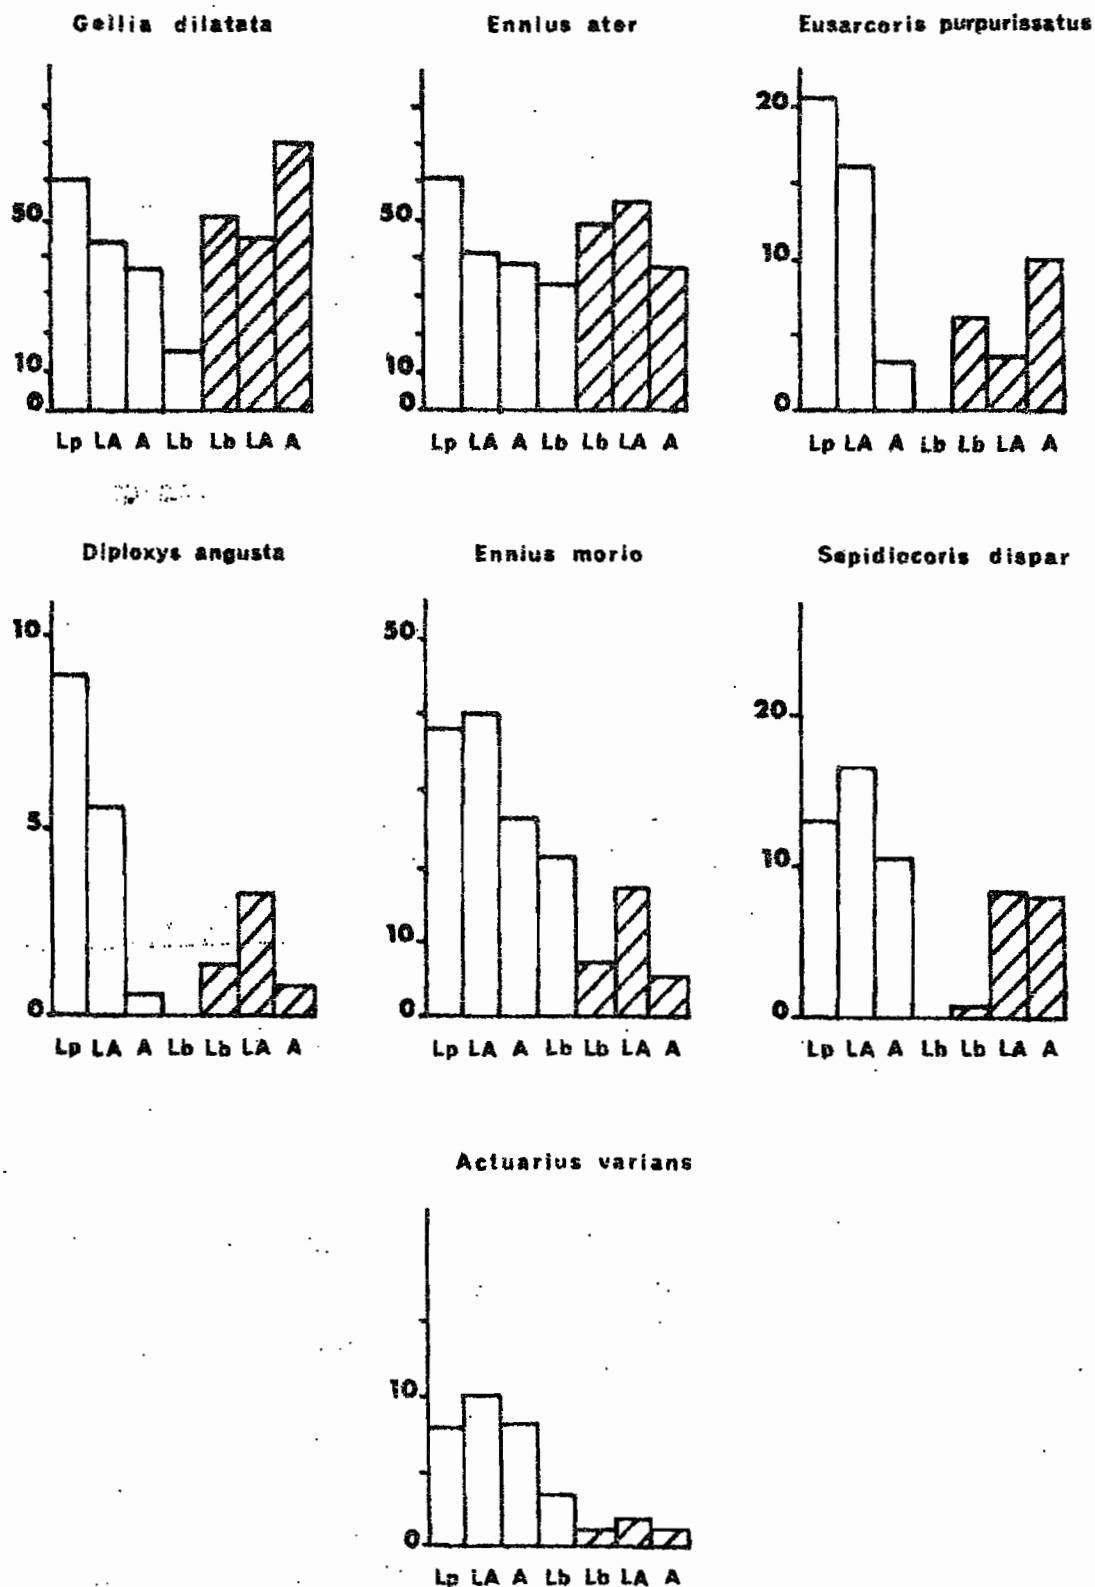 Gellia dilatata
50
10
0
Lp LA A Lb Lb LA A
Ennius ater
50
10
0
Lp LA A Lb Lb LA A
Eusarcoris purpurissatus
20
10
0
Lp LA A Lb Lb LA A
Diploxys angusta
10
5
0
Lp LA A Lb Lb LA A
Ennius morio
50
10
0
Lp LA A Lb Lb LA A
Sepidiocoris dispar
20
10
0
Lp LA A Lb Lb LA A
Actuarius varians
10
0
Lp LA A Lb Lb LA A